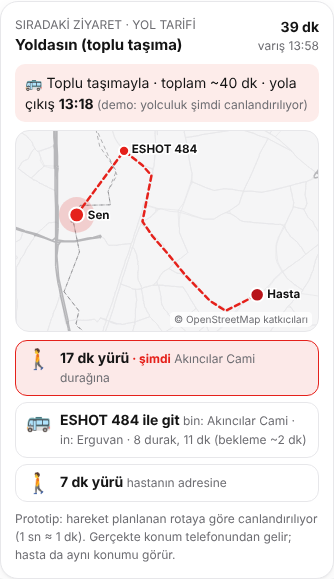 SIRADAKİ ZİYARET · YOL TARİFİ
39 dk
Yoldasın (toplu taşıma)
varış 13:58
Toplu taşımayla · toplam ~40 dk · yola
çıkış 13:18 (demo: yolculuk şimdi canlandırılıyor)
ESHOT 484
Sen
Hasta
© OpenStreetMap katkıcıları
17 dk yürü · şimdi Akıncılar Cami
durağına
ESHOT 484 ile git bin: Akıncılar Cami ·
in: Erguvan · 8 durak, 11 dk (bekleme ~2 dk)
7 dk yürü hastanın adresine
Prototip: hareket planlanan rotaya göre canlandırılıyor
(1 sn ≈ 1 dk). Gerçekte konum telefonundan gelir;
hasta da aynı konumu görür.